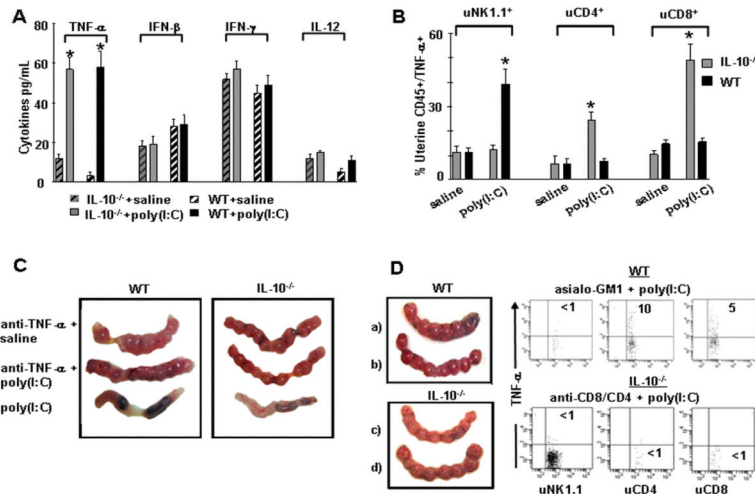 A
TNF-α IFN-β IFN-γ IL-12
Cytokines pg/mL
80
60
40
20
0
* *
IL-10-/-+saline WT+saline
IL-10-/-+poly(I:C) WT+poly(I:C)
B
uNK1.1+ uCD4+ uCD8+
% Uterine CD45+/TNF-α+
60
30
0
* * *
IL-10-/-
WT
saline poly(I:C) saline poly(I:C) saline poly(I:C)
C
WT IL-10-/-
anti-TNF-α +
saline
anti-TNF-α +
poly(I:C)
poly(I:C)
D
WT
a)
b)
IL-10-/-
c)
d)
WT
asialo-GM1 + poly(I:C)
<1 10 5
TNF-α
IL-10-/-
anti-CD8/CD4 + poly(I:C)
<1 <1 <1
uNK1.1 uCD4 uCD8